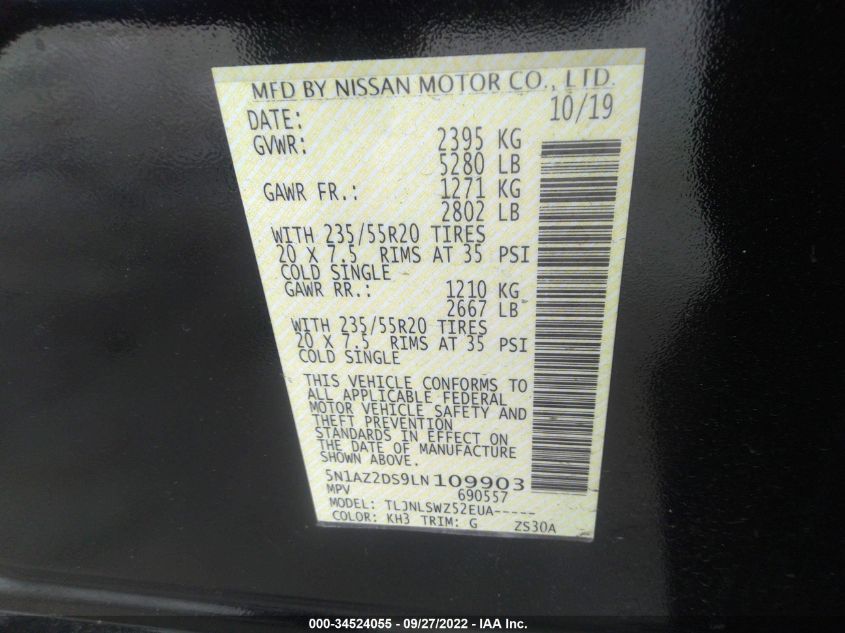 MFD BY NISSAN MOTOR CO., LTD.
DATE: 10/19
GVWR: 2395 KG
5280 LB
GAWR FR.: 1271 KG
2802 LB
WITH 235/55R20 TIRES
20 X 7.5 RIMS AT 35 PSI
COLD SINGLE
GAWR RR.: 1210 KG
2667 LB
WITH 235/55R20 TIRES
20 X 7.5 RIMS AT 35 PSI
COLD SINGLE
THIS VEHICLE CONFORMS TO
ALL APPLICABLE FEDERAL
MOTOR VEHICLE SAFETY AND
THEFT PREVENTION
STANDARDS IN EFFECT ON
THE DATE OF MANUFACTURE
SHOWN ABOVE.
5N1AZ2DS9LN109903
MPV 690557
MODEL: TLJNLSWZ52EUA-----
COLOR: KH3 TRIM: G ZS30A
000-34524055 - 09/27/2022 - IAA Inc.